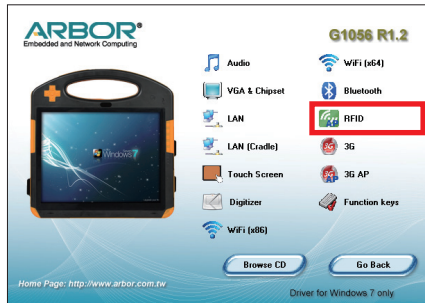 ARBOR®
Embedded and Network Computing
G1056 R1.2
Audio
VGA & Chipset
LAN
LAN (Cradle)
Touch Screen
Digitizer
WiFi (x86)
WiFi (x64)
Bluetooth
RFID
3G
3G AP
Function keys
Windows 7
Browse CD
Go Back
Home Page: http://www.arbor.com.tw
Driver for Windows 7 only